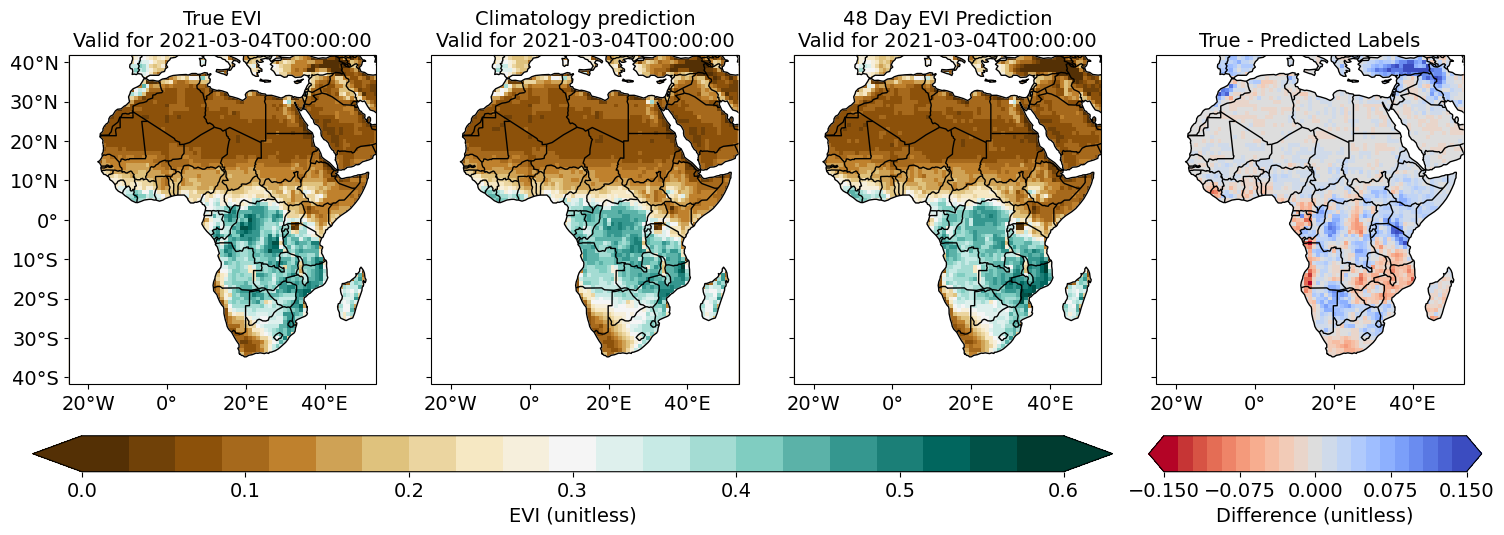 True EVI
Valid for 2021-03-04T00:00:00
Climatology prediction
Valid for 2021-03-04T00:00:00
48 Day EVI Prediction
Valid for 2021-03-04T00:00:00
True - Predicted Labels
40°N
30°N
20°N
10°N
0°
10°S
20°S
30°S
40°S
20°W 0° 20°E 40°E
20°W 0° 20°E 40°E
20°W 0° 20°E 40°E
20°W 0° 20°E 40°E
0.0 0.1 0.2 0.3 0.4 0.5 0.6
EVI (unitless)
−0.150 −0.075 0.000 0.075 0.150
Difference (unitless)